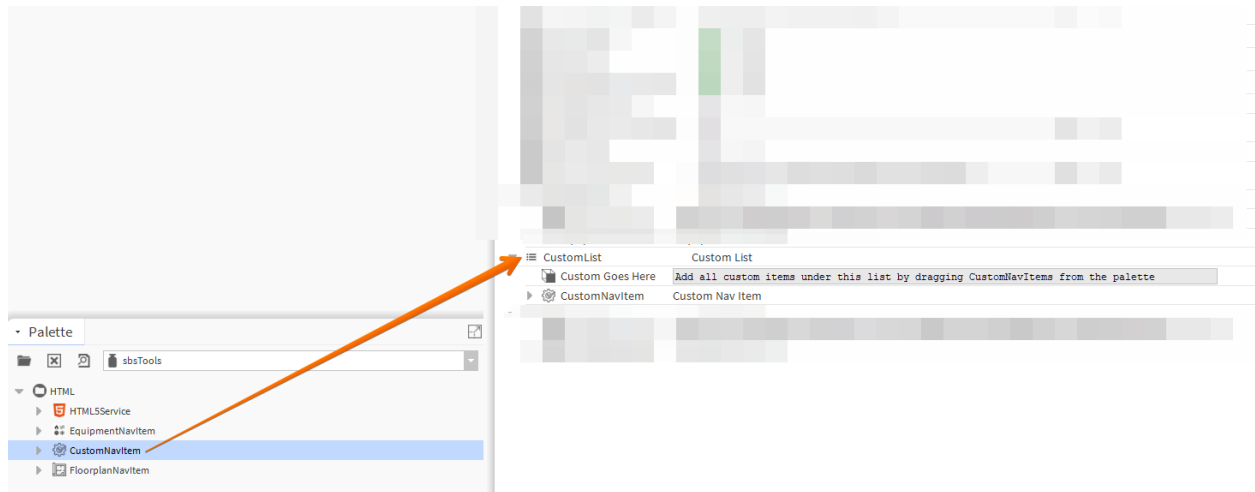 CustomList Custom List
Custom Goes Here Add all custom items under this list by dragging CustomNavItems from the palette
CustomNavItem Custom Nav Item
Palette
sbsTools
HTML
HTML5Service
EquipmentNavItem
CustomNavItem
FloorplanNavItem